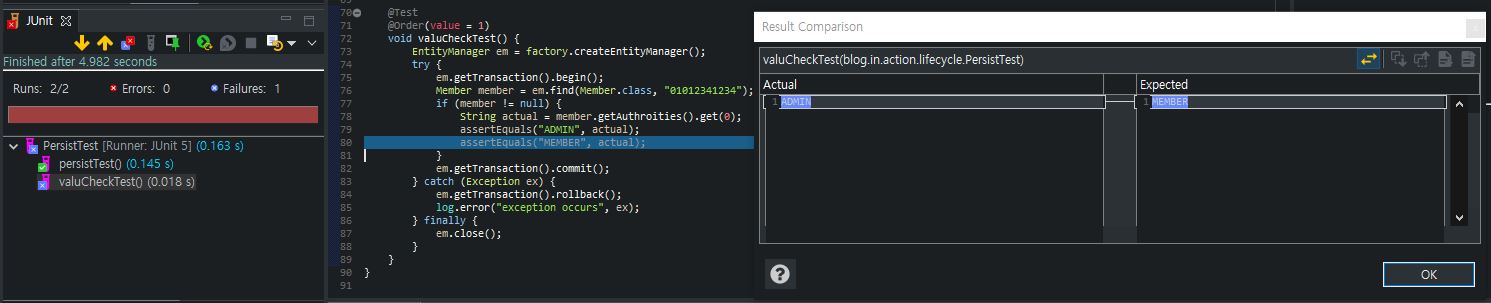 JUnit
Finished after 4.982 seconds
Runs: 2/2
Errors: 0
Failures: 1
PersistTest [Runner: JUnit 5] (0.163 s)
persistTest() (0.145 s)
valuCheckTest() (0.018 s)
70 @Test
71 @Order(value = 1)
72 void valuCheckTest() {
73 EntityManager em = factory.createEntityManager();
74 try {
75 em.getTransaction().begin();
76 Member member = em.find(Member.class, "01012341234");
77 if (member != null) {
78 String actual = member.getAuthroities().get(0);
79 assertEquals("ADMIN", actual);
80 assertEquals("MEMBER", actual);
81 }
82 em.getTransaction().commit();
83 } catch (Exception ex) {
84 em.getTransaction().rollback();
85 log.error("exception occurs", ex);
86 } finally {
87 em.close();
88 }
89 }
90 }
Result Comparison
valuCheckTest(blog.in.action.lifecycle.PersistTest)
Actual
Expected
1 ADMIN
1 MEMBER
OK